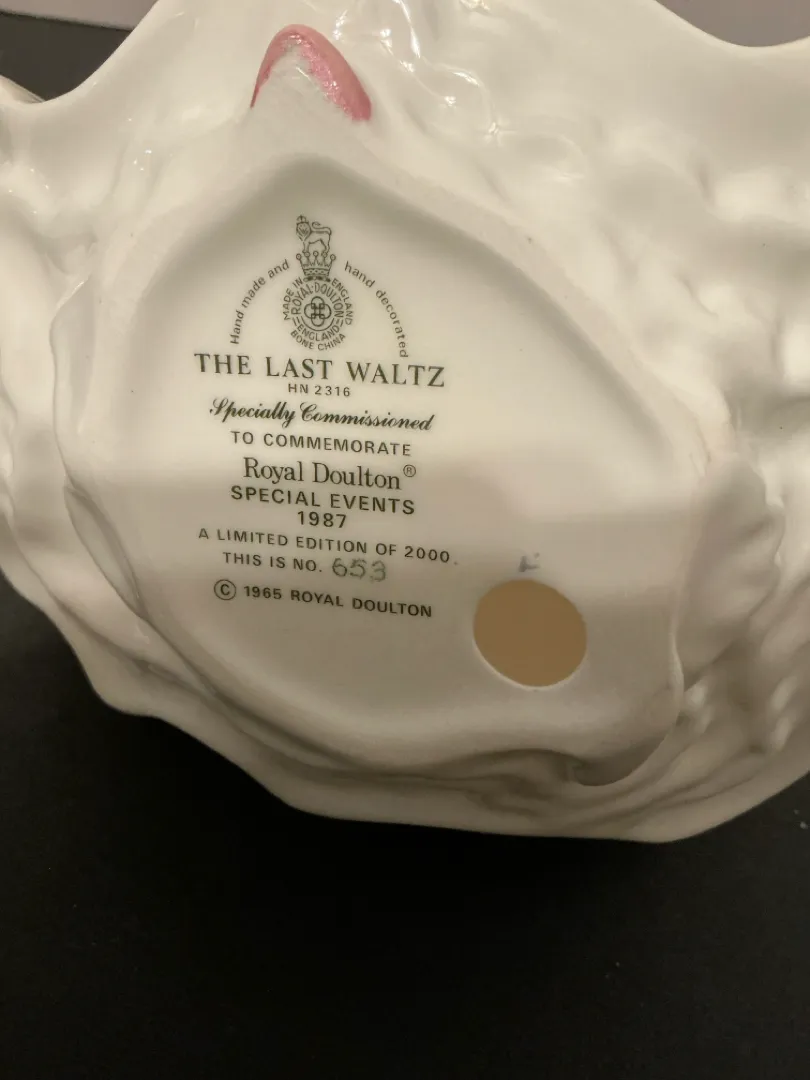 Hand made and hand decorated
MADE IN ENGLAND
ROYAL·DOULTON
ENGLAND
BONE CHINA
THE LAST WALTZ
HN 2316
Specially Commissioned
TO COMMEMORATE
Royal Doulton®
SPECIAL EVENTS
1987
A LIMITED EDITION OF 2000.
THIS IS NO. 653
© 1965 ROYAL DOULTON